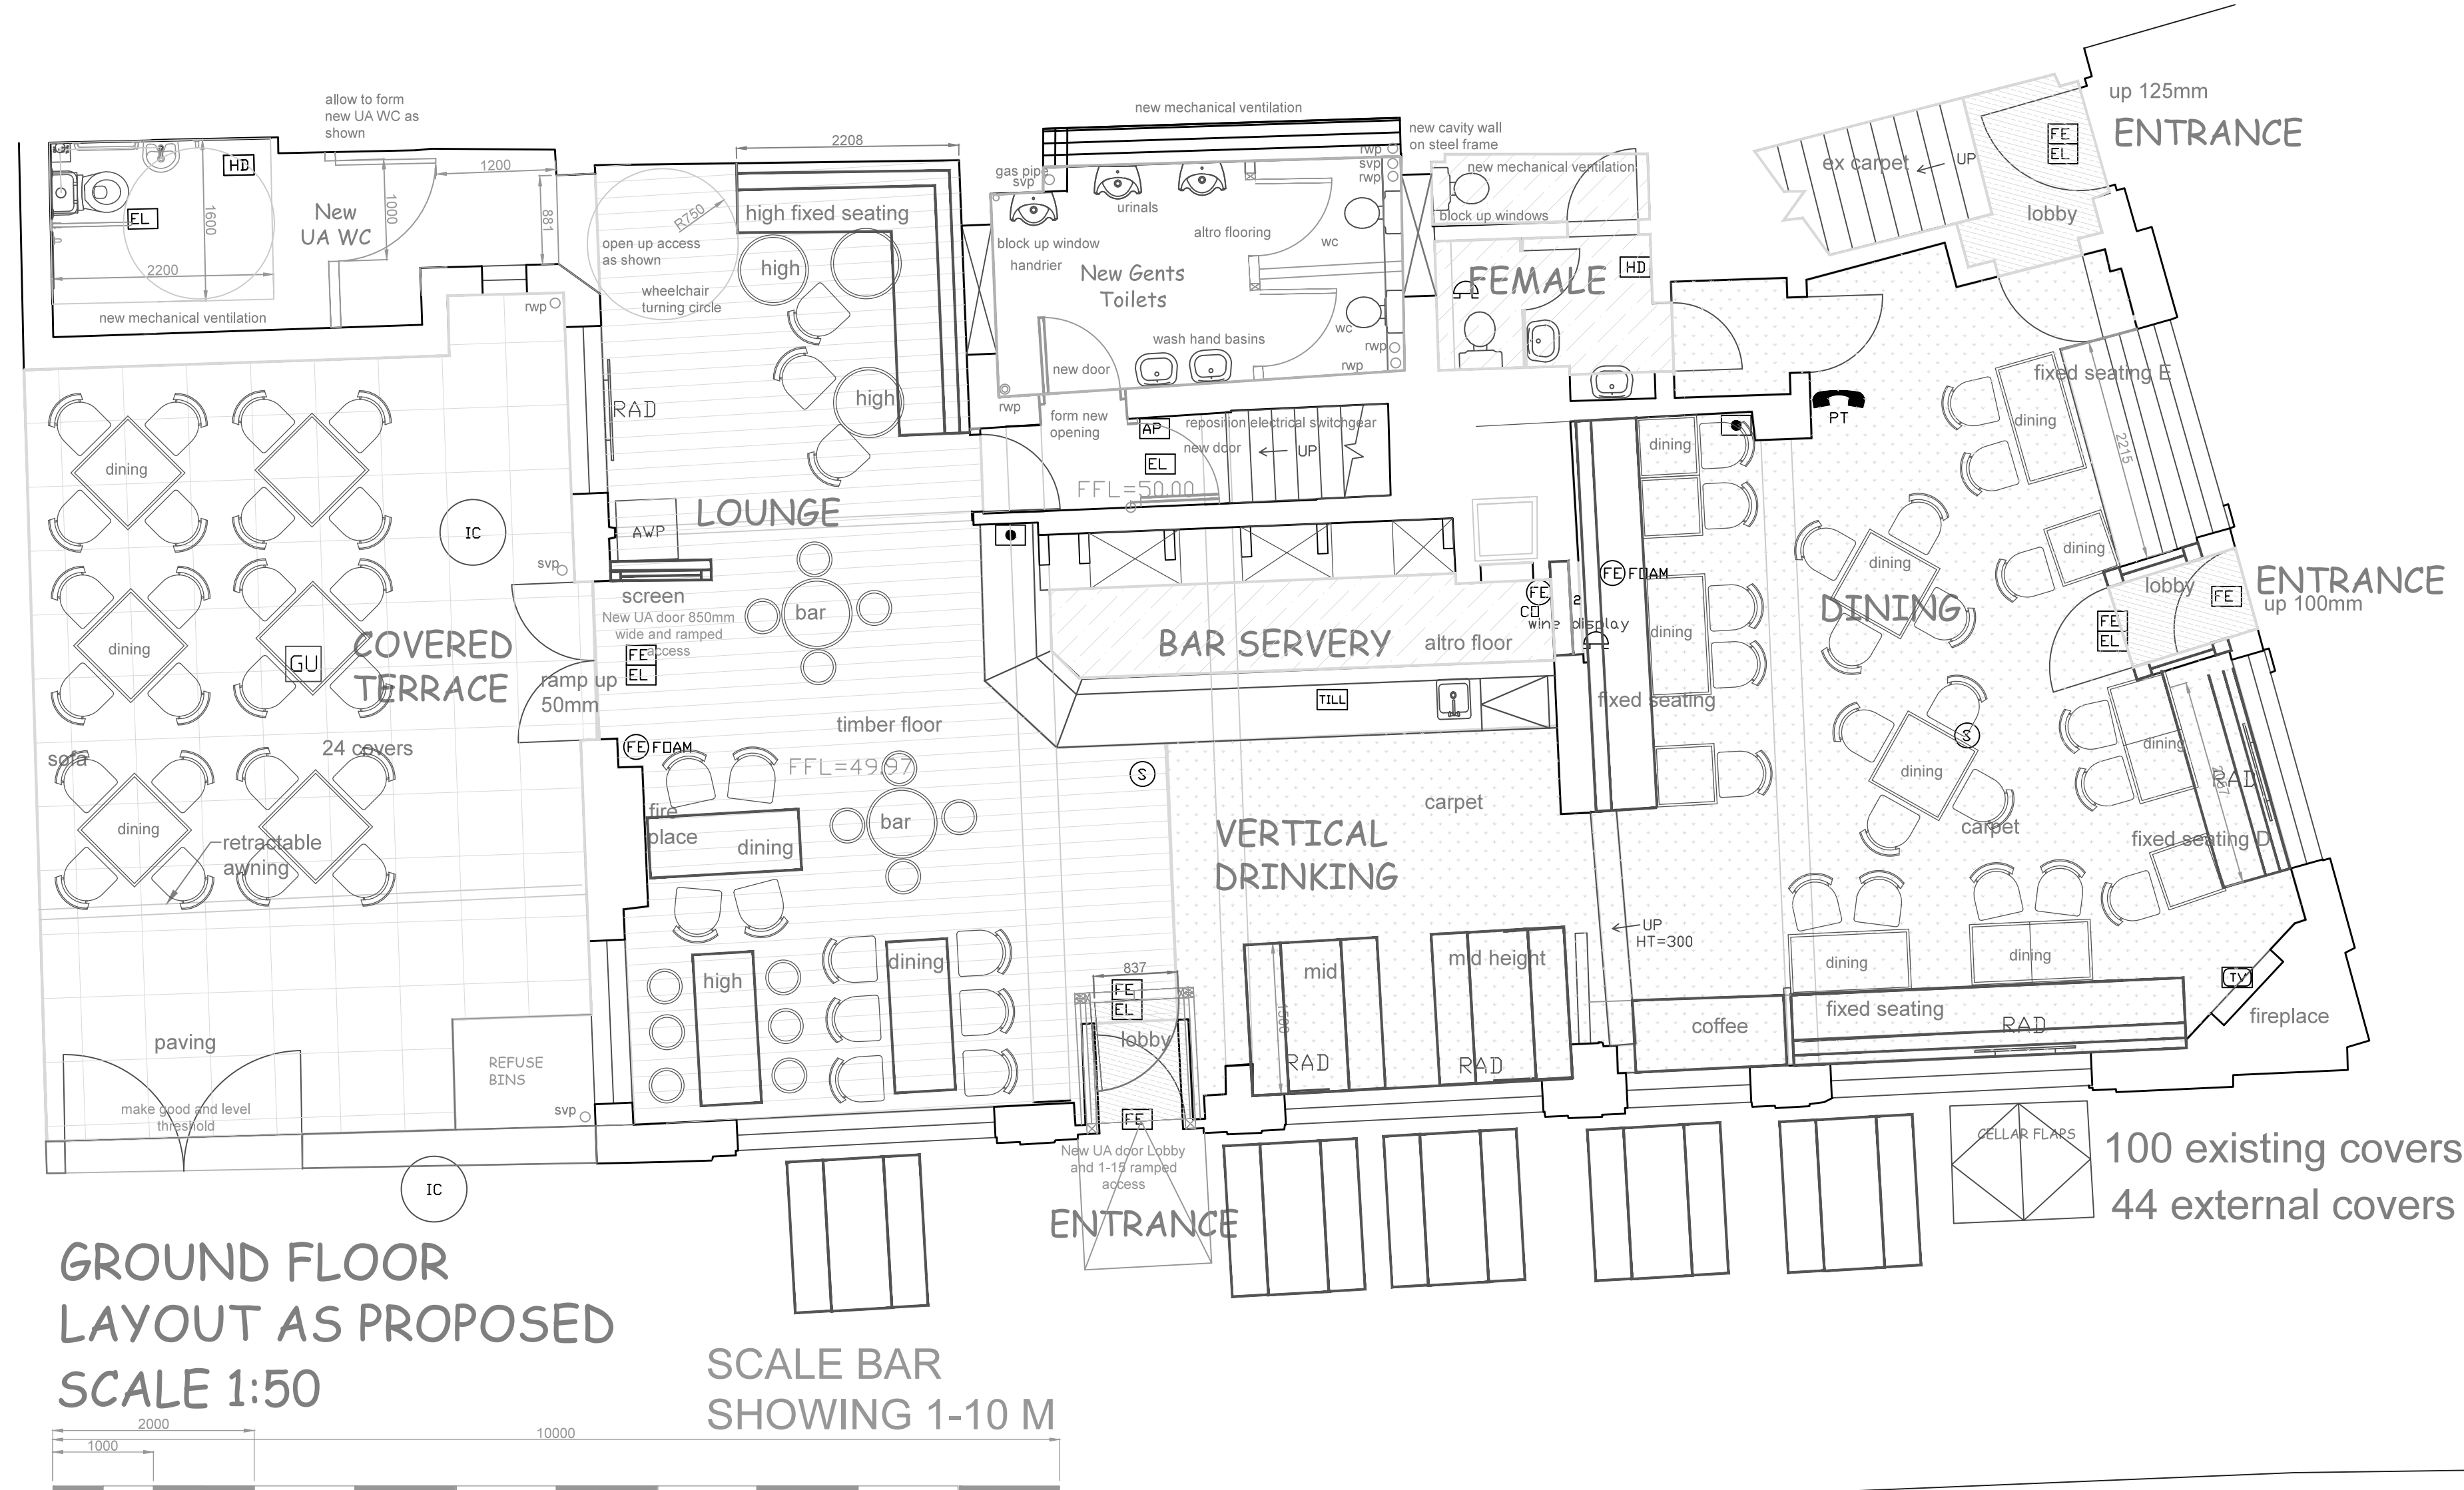 allow to form
new UA WC as
shown
HD
EL
1600
2200
New
UA WC
1000
1200
881
new mechanical ventilation
2208
R750
high fixed seating
open up access
as shown
high
wheelchair
turning circle
high
RAD
rwp
new mechanical ventilation
new cavity wall
on steel frame
gas pipe
svp
rwp
svp
rwp
urinals
block up window
handrier
altro flooring
wc
New Gents
Toilets
wc
wash hand basins
rwp
rwp
new door
rwp
new mechanical ventilation
block up windows
FEMALE
HD
form new
opening
AP
reposition electrical switchgear
new door
UP
EL
FFL=50.00
up 125mm
ENTRANCE
FE
EL
ex carpet
UP
lobby
PT
fixed seating E
dining
2215
dining
dining
dining
lobby
FE
ENTRANCE
up 100mm
FE
EL
DINING
dining
FE FOAM
FE
CO
2
wine display
dining
fixed seating
dining
S
carpet
dining
RAD
2057
fixed seating D
dining
dining
TV
fireplace
fixed seating
RAD
coffee
UP
HT=300
LOUNGE
AWP
screen
New UA door 850mm
wide and ramped
access
FE
EL
ramp up
50mm
svp
bar
timber floor
BAR SERVERY
altro floor
TILL
FE FOAM
FFL=49.97
fire
place
dining
bar
S
VERTICAL
DRINKING
carpet
high
dining
837
FE
EL
lobby
mid
1500
RAD
mid height
RAD
FE
New UA door Lobby
and 1-15 ramped
access
ENTRANCE
dining
IC
dining
GU
COVERED
TERRACE
sofa
24 covers
dining
retractable
awning
paving
REFUSE
BINS
svp
make good and level
threshold
IC
CELLAR FLAPS
100 existing covers
44 external covers
GROUND FLOOR
LAYOUT AS PROPOSED
SCALE 1:50
SCALE BAR
SHOWING 1-10 M
2000
10000
1000